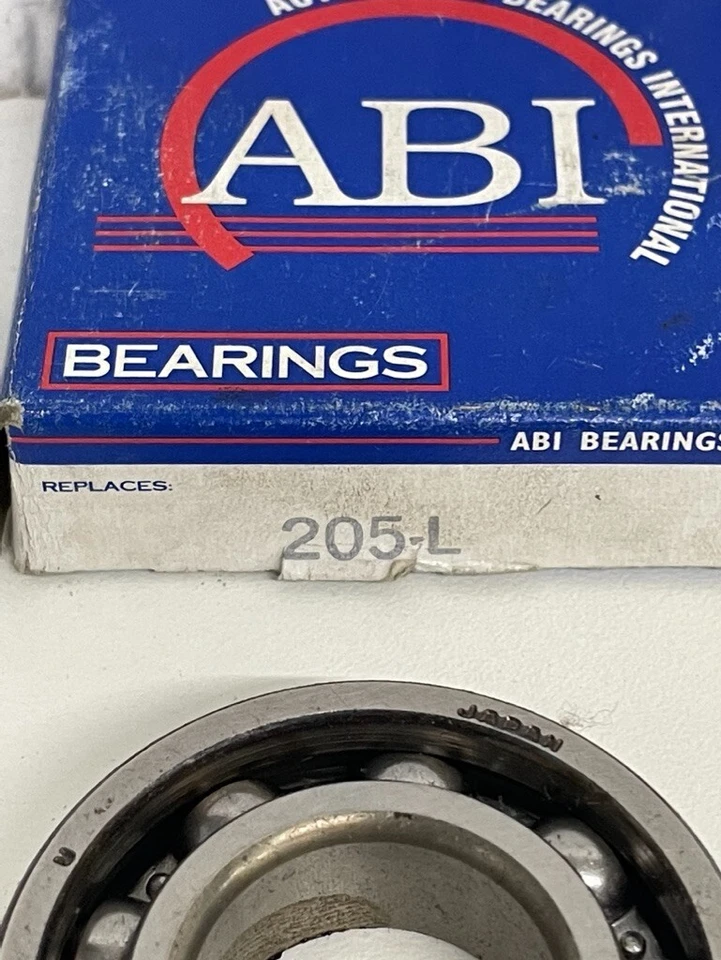 BEARINGS INTERNATIONAL
ABI
BEARINGS
ABI BEARINGS
REPLACES:
205-L
JAPAN